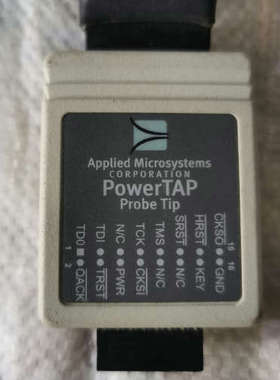 Applied Microsystems
CORPORATION
PowerTAP
Probe Tip
CKSO GND
HRST KEY
SRST N/C
TMS N/C
TCK CKSI
N/C PWR
TDI TRST
TDO QACK
15 16
1 2